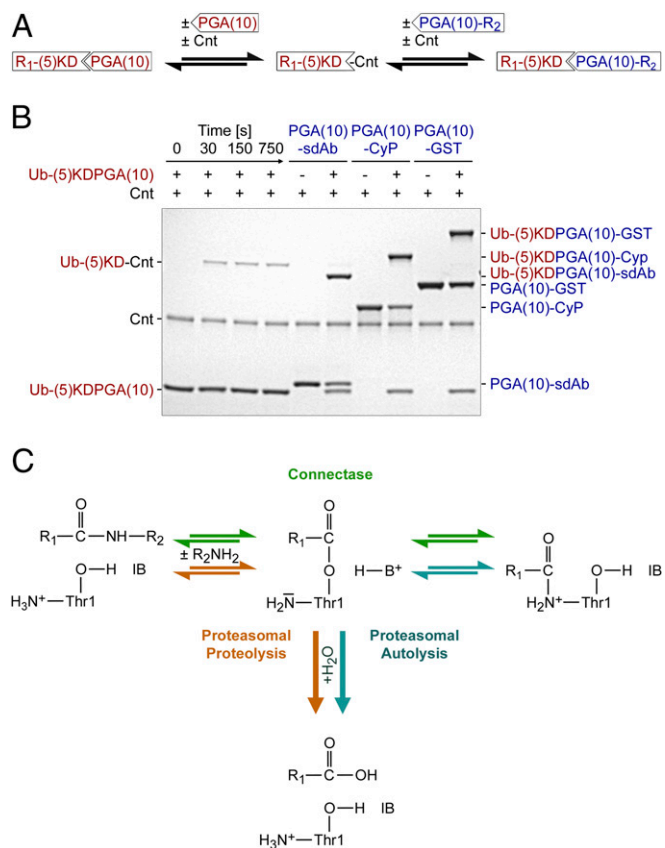 A
± PGA(10)
± Cnt
± PGA(10)-R2
± Cnt
R1-(5)KD PGA(10)
R1-(5)KD -Cnt
R1-(5)KD PGA(10)-R2
B
Time [s]
0 30 150 750
PGA(10)-sdAb
PGA(10)-CyP
PGA(10)-GST
Ub-(5)KDPGA(10) + + + + - + - + - +
Cnt + + + + + + + + + +
Ub-(5)KD-Cnt
Cnt
Ub-(5)KDPGA(10)
Ub-(5)KDPGA(10)-GST
Ub-(5)KDPGA(10)-Cyp
Ub-(5)KDPGA(10)-sdAb
PGA(10)-GST
PGA(10)-CyP
PGA(10)-sdAb
C
Connectase
O
R1—C—NH—R2
O—H IB
H3N+—Thr1
± R2NH2
O
R1—C
O H—B+
H2N—Thr1
O
R1—C O—H IB
H2N+—Thr1
Proteasomal
Proteolysis
+H2O
Proteasomal
Autolysis
O
R1—C—OH
O—H IB
H3N+—Thr1